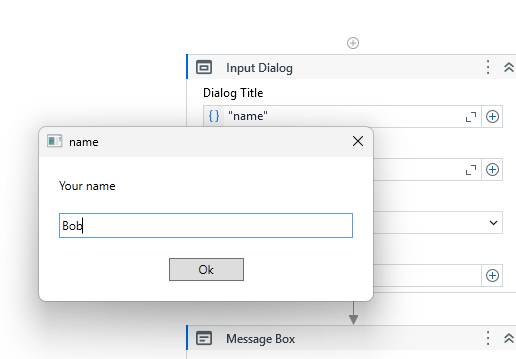 Input Dialog
Dialog Title
{} "name"
name
Your name
Bob
Ok
Message Box